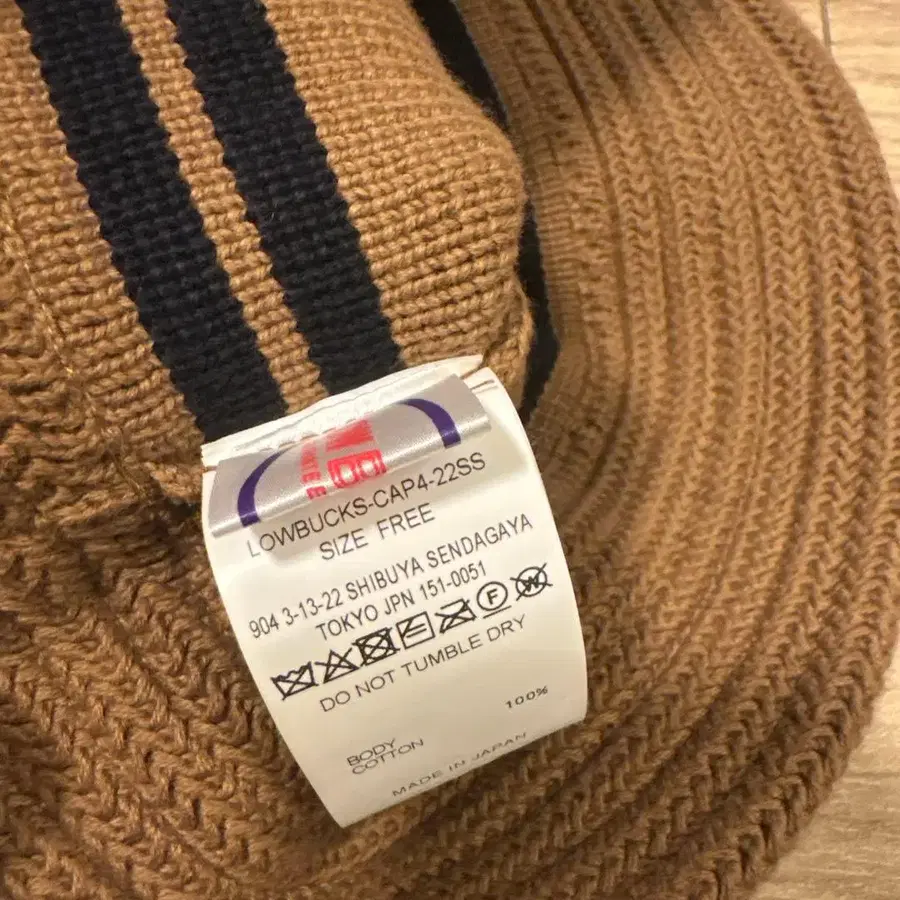 LOWBUCKS-CAP4-22SS
SIZE FREE
904 3-13-22 SHIBUYA SENDAGAYA
TOKYO JPN 151-0051
F W
DO NOT TUMBLE DRY
100%
BODY
COTTON
MADE IN JAPAN